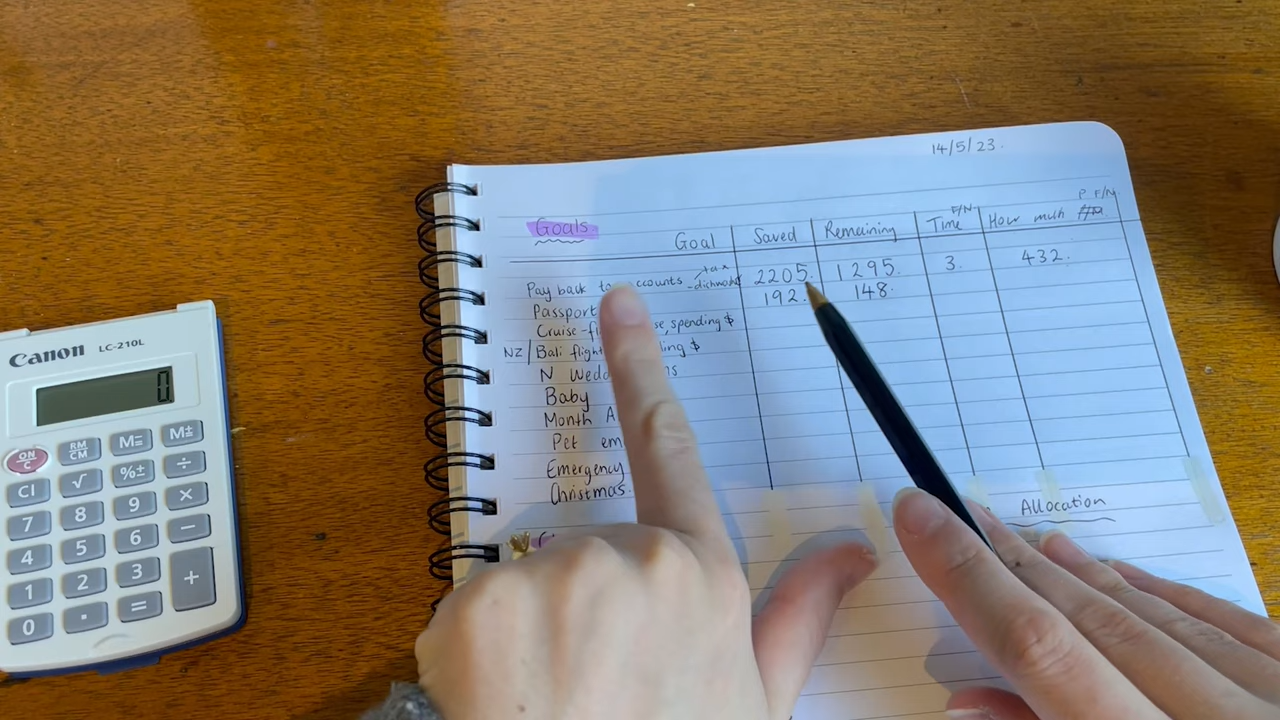 14/5/23.
Goals
Goal Saved Remaining Time F/N How much P F/N
Pay back to accounts tax 2205. 1295. 3. 432.
Passport 192. 148.
Cruise - spending $
NZ/Bali flight $
N
Baby
Month
Pet
Emergency
Christmas.
Allocation
Canon LC-210L
0
ON/C RM/CM M= M±
CI √ %± ÷
7 8 9 ×
4 5 6 −
1 2 3 +
0 . =